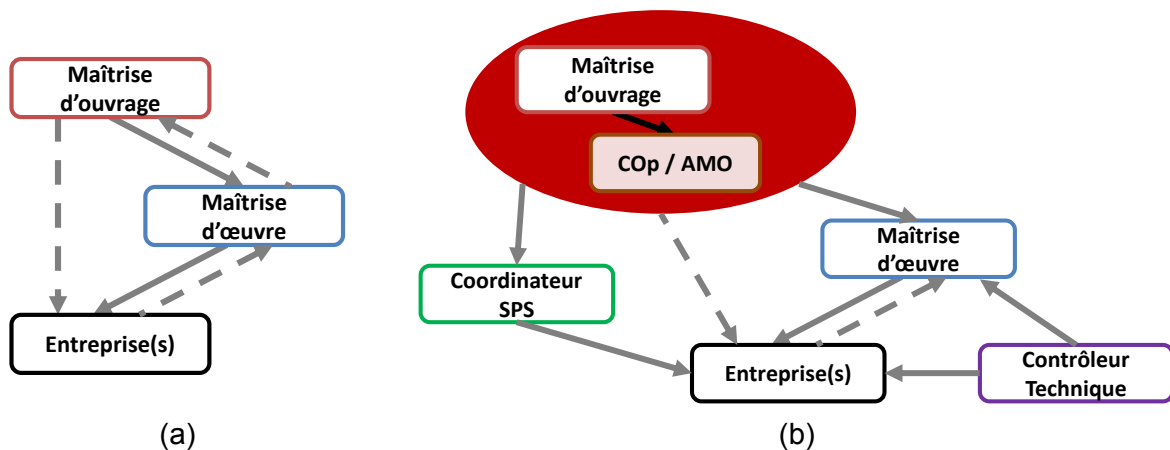 Maîtrise
d'ouvrage
Maîtrise
d'œuvre
Entreprise(s)
(a)
Maîtrise
d'ouvrage
COp / AMO
Maîtrise
d'œuvre
Coordinateur
SPS
Entreprise(s)
Contrôleur
Technique
(b)